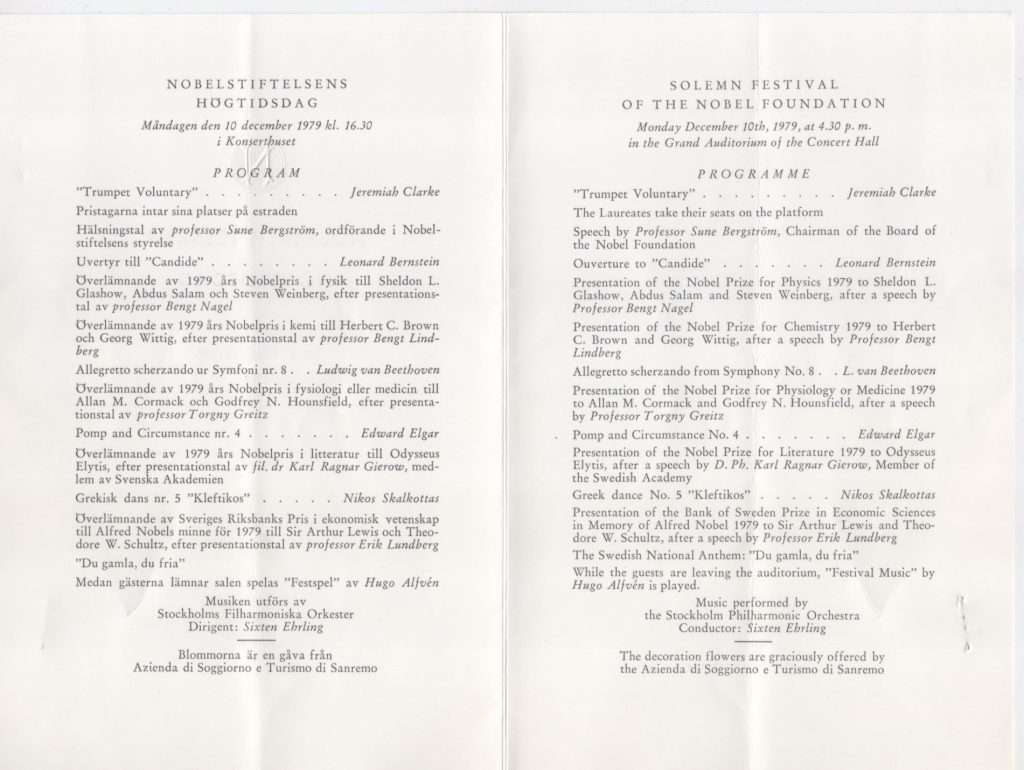 NOBELSTIFTELSENS
HÖGTIDSDAG
Måndagen den 10 december 1979 kl. 16.30
i Konserthuset
PROGRAM
"Trumpet Voluntary" . . . . . . . . . Jeremiah Clarke
Pristagarna intar sina platser på estraden
Hälsningstal av professor Sune Bergström, ordförande i Nobel-
stiftelsens styrelse
Uvertyr till "Candide" . . . . . . . Leonard Bernstein
Överlämnande av 1979 års Nobelpris i fysik till Sheldon L.
Glashow, Abdus Salam och Steven Weinberg, efter presentations-
tal av professor Bengt Nagel
Överlämnande av 1979 års Nobelpris i kemi till Herbert C. Brown
och Georg Wittig, efter presentationstal av professor Bengt Lind-
berg
Allegretto scherzando ur Symfoni nr. 8 . . Ludwig van Beethoven
Överlämnande av 1979 års Nobelpris i fysiologi eller medicin till
Allan M. Cormack och Godfrey N. Hounsfield, efter presenta-
tionstal av professor Torgny Greitz
Pomp and Circumstance nr. 4 . . . . . . . Edward Elgar
Överlämnande av 1979 års Nobelpris i litteratur till Odysseus
Elytis, efter presentationstal av fil. dr Karl Ragnar Gierow, med-
lem av Svenska Akademien
Grekisk dans nr. 5 "Kleftikos" . . . . . Nikos Skalkottas
Överlämnande av Sveriges Riksbanks Pris i ekonomisk vetenskap
till Alfred Nobels minne för 1979 till Sir Arthur Lewis och Theo-
dore W. Schultz, efter presentationstal av professor Erik Lundberg
"Du gamla, du fria"
Medan gästerna lämnar salen spelas "Festspel" av Hugo Alfvén
Musiken utförs av
Stockholms Filharmoniska Orkester
Dirigent: Sixten Ehrling
Blommorna är en gåva från
Azienda di Soggiorno e Turismo di Sanremo
SOLEMN FESTIVAL
OF THE NOBEL FOUNDATION
Monday December 10th, 1979, at 4.30 p. m.
in the Grand Auditorium of the Concert Hall
PROGRAMME
"Trumpet Voluntary" . . . . . . . . . Jeremiah Clarke
The Laureates take their seats on the platform
Speech by Professor Sune Bergström, Chairman of the Board of
the Nobel Foundation
Ouverture to "Candide" . . . . . . . Leonard Bernstein
Presentation of the Nobel Prize for Physics 1979 to Sheldon L.
Glashow, Abdus Salam and Steven Weinberg, after a speech by
Professor Bengt Nagel
Presentation of the Nobel Prize for Chemistry 1979 to Herbert
C. Brown and Georg Wittig, after a speech by Professor Bengt
Lindberg
Allegretto scherzando from Symphony No. 8 . . L. van Beethoven
Presentation of the Nobel Prize for Physiology or Medicine 1979
to Allan M. Cormack and Godfrey N. Hounsfield, after a speech
by Professor Torgny Greitz
Pomp and Circumstance No. 4 . . . . . . Edward Elgar
Presentation of the Nobel Prize for Literature 1979 to Odysseus
Elytis, after a speech by D. Ph. Karl Ragnar Gierow, Member of
the Swedish Academy
Greek dance No. 5 "Kleftikos" . . . . . Nikos Skalkottas
Presentation of the Bank of Sweden Prize in Economic Sciences
in Memory of Alfred Nobel 1979 to Sir Arthur Lewis and Theo-
dore W. Schultz, after a speech by Professor Erik Lundberg
The Swedish National Anthem: "Du gamla, du fria"
While the guests are leaving the auditorium, "Festival Music" by
Hugo Alfvén is played.
Music performed by
the Stockholm Philharmonic Orchestra
Conductor: Sixten Ehrling
The decoration flowers are graciously offered by
the Azienda di Soggiorno e Turismo di Sanremo